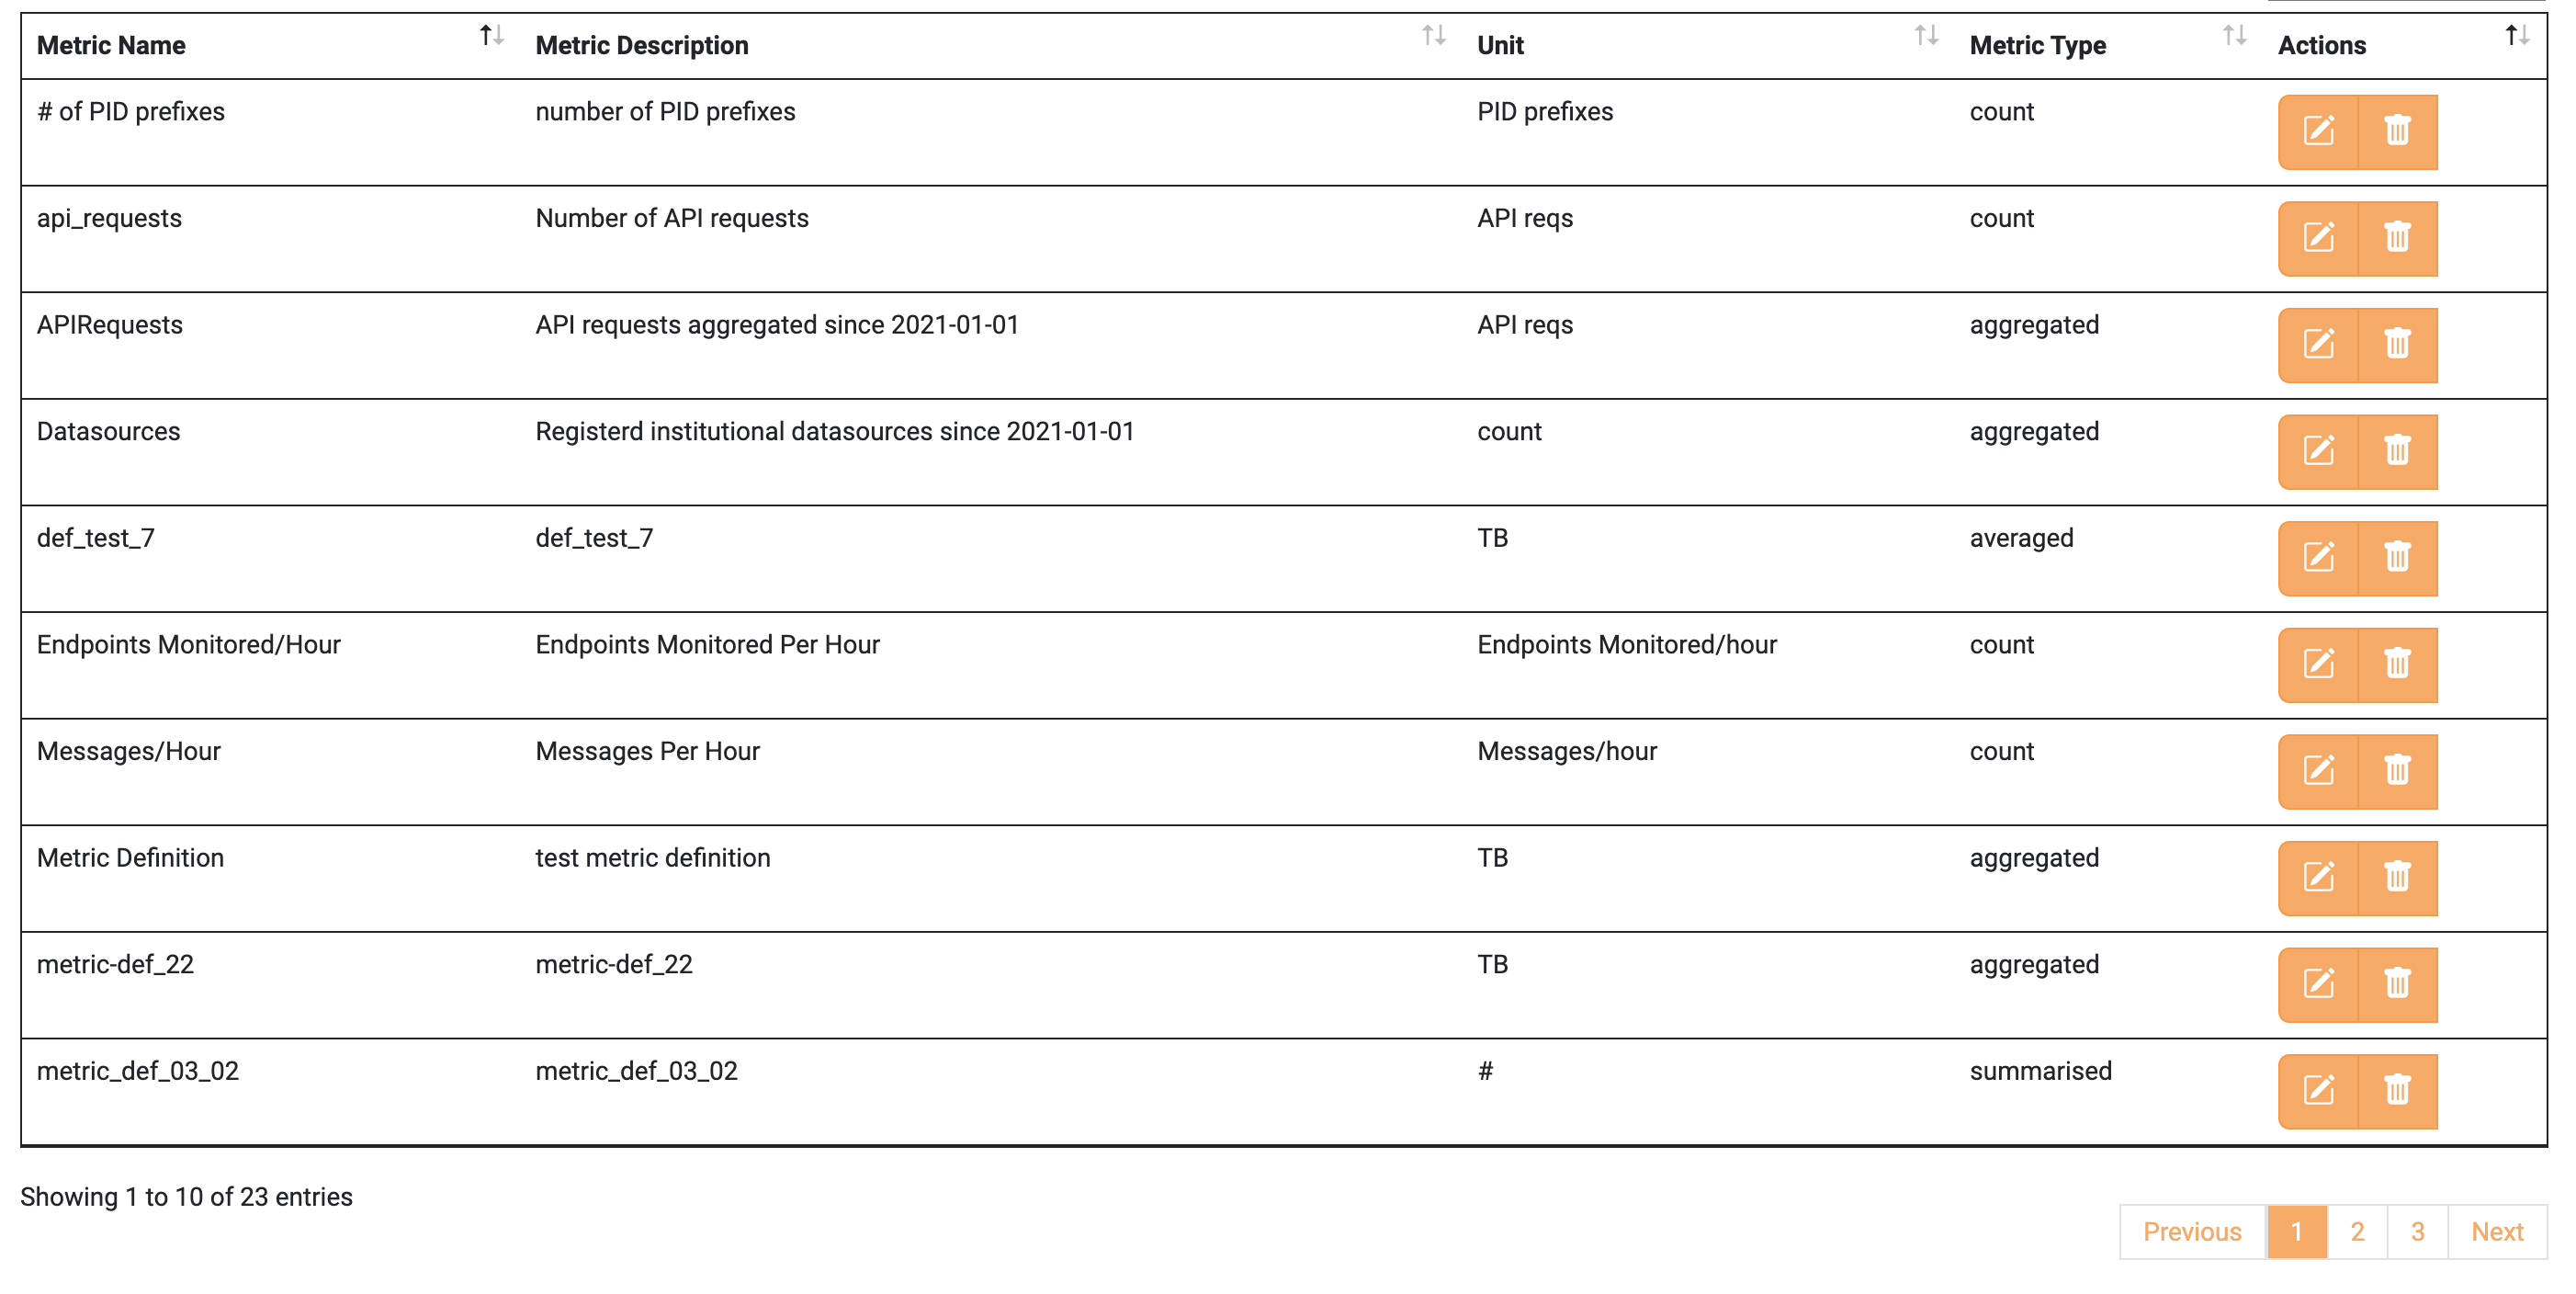 Metric Name Metric Description Unit Metric Type Actions
# of PID prefixes number of PID prefixes PID prefixes count
api_requests Number of API requests API reqs count
APIRequests API requests aggregated since 2021-01-01 API reqs aggregated
Datasources Registerd institutional datasources since 2021-01-01 count aggregated
def_test_7 def_test_7 TB averaged
Endpoints Monitored/Hour Endpoints Monitored Per Hour Endpoints Monitored/hour count
Messages/Hour Messages Per Hour Messages/hour count
Metric Definition test metric definition TB aggregated
metric-def_22 metric-def_22 TB aggregated
metric_def_03_02 metric_def_03_02 # summarised
Showing 1 to 10 of 23 entries
Previous 1 2 3 Next